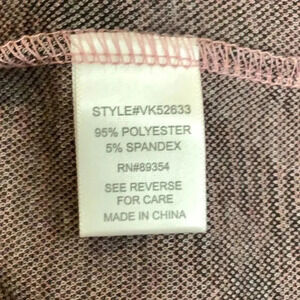 STYLE#VK52633
95% POLYESTER
5% SPANDEX
RN#89354
SEE REVERSE
FOR CARE
MADE IN CHINA